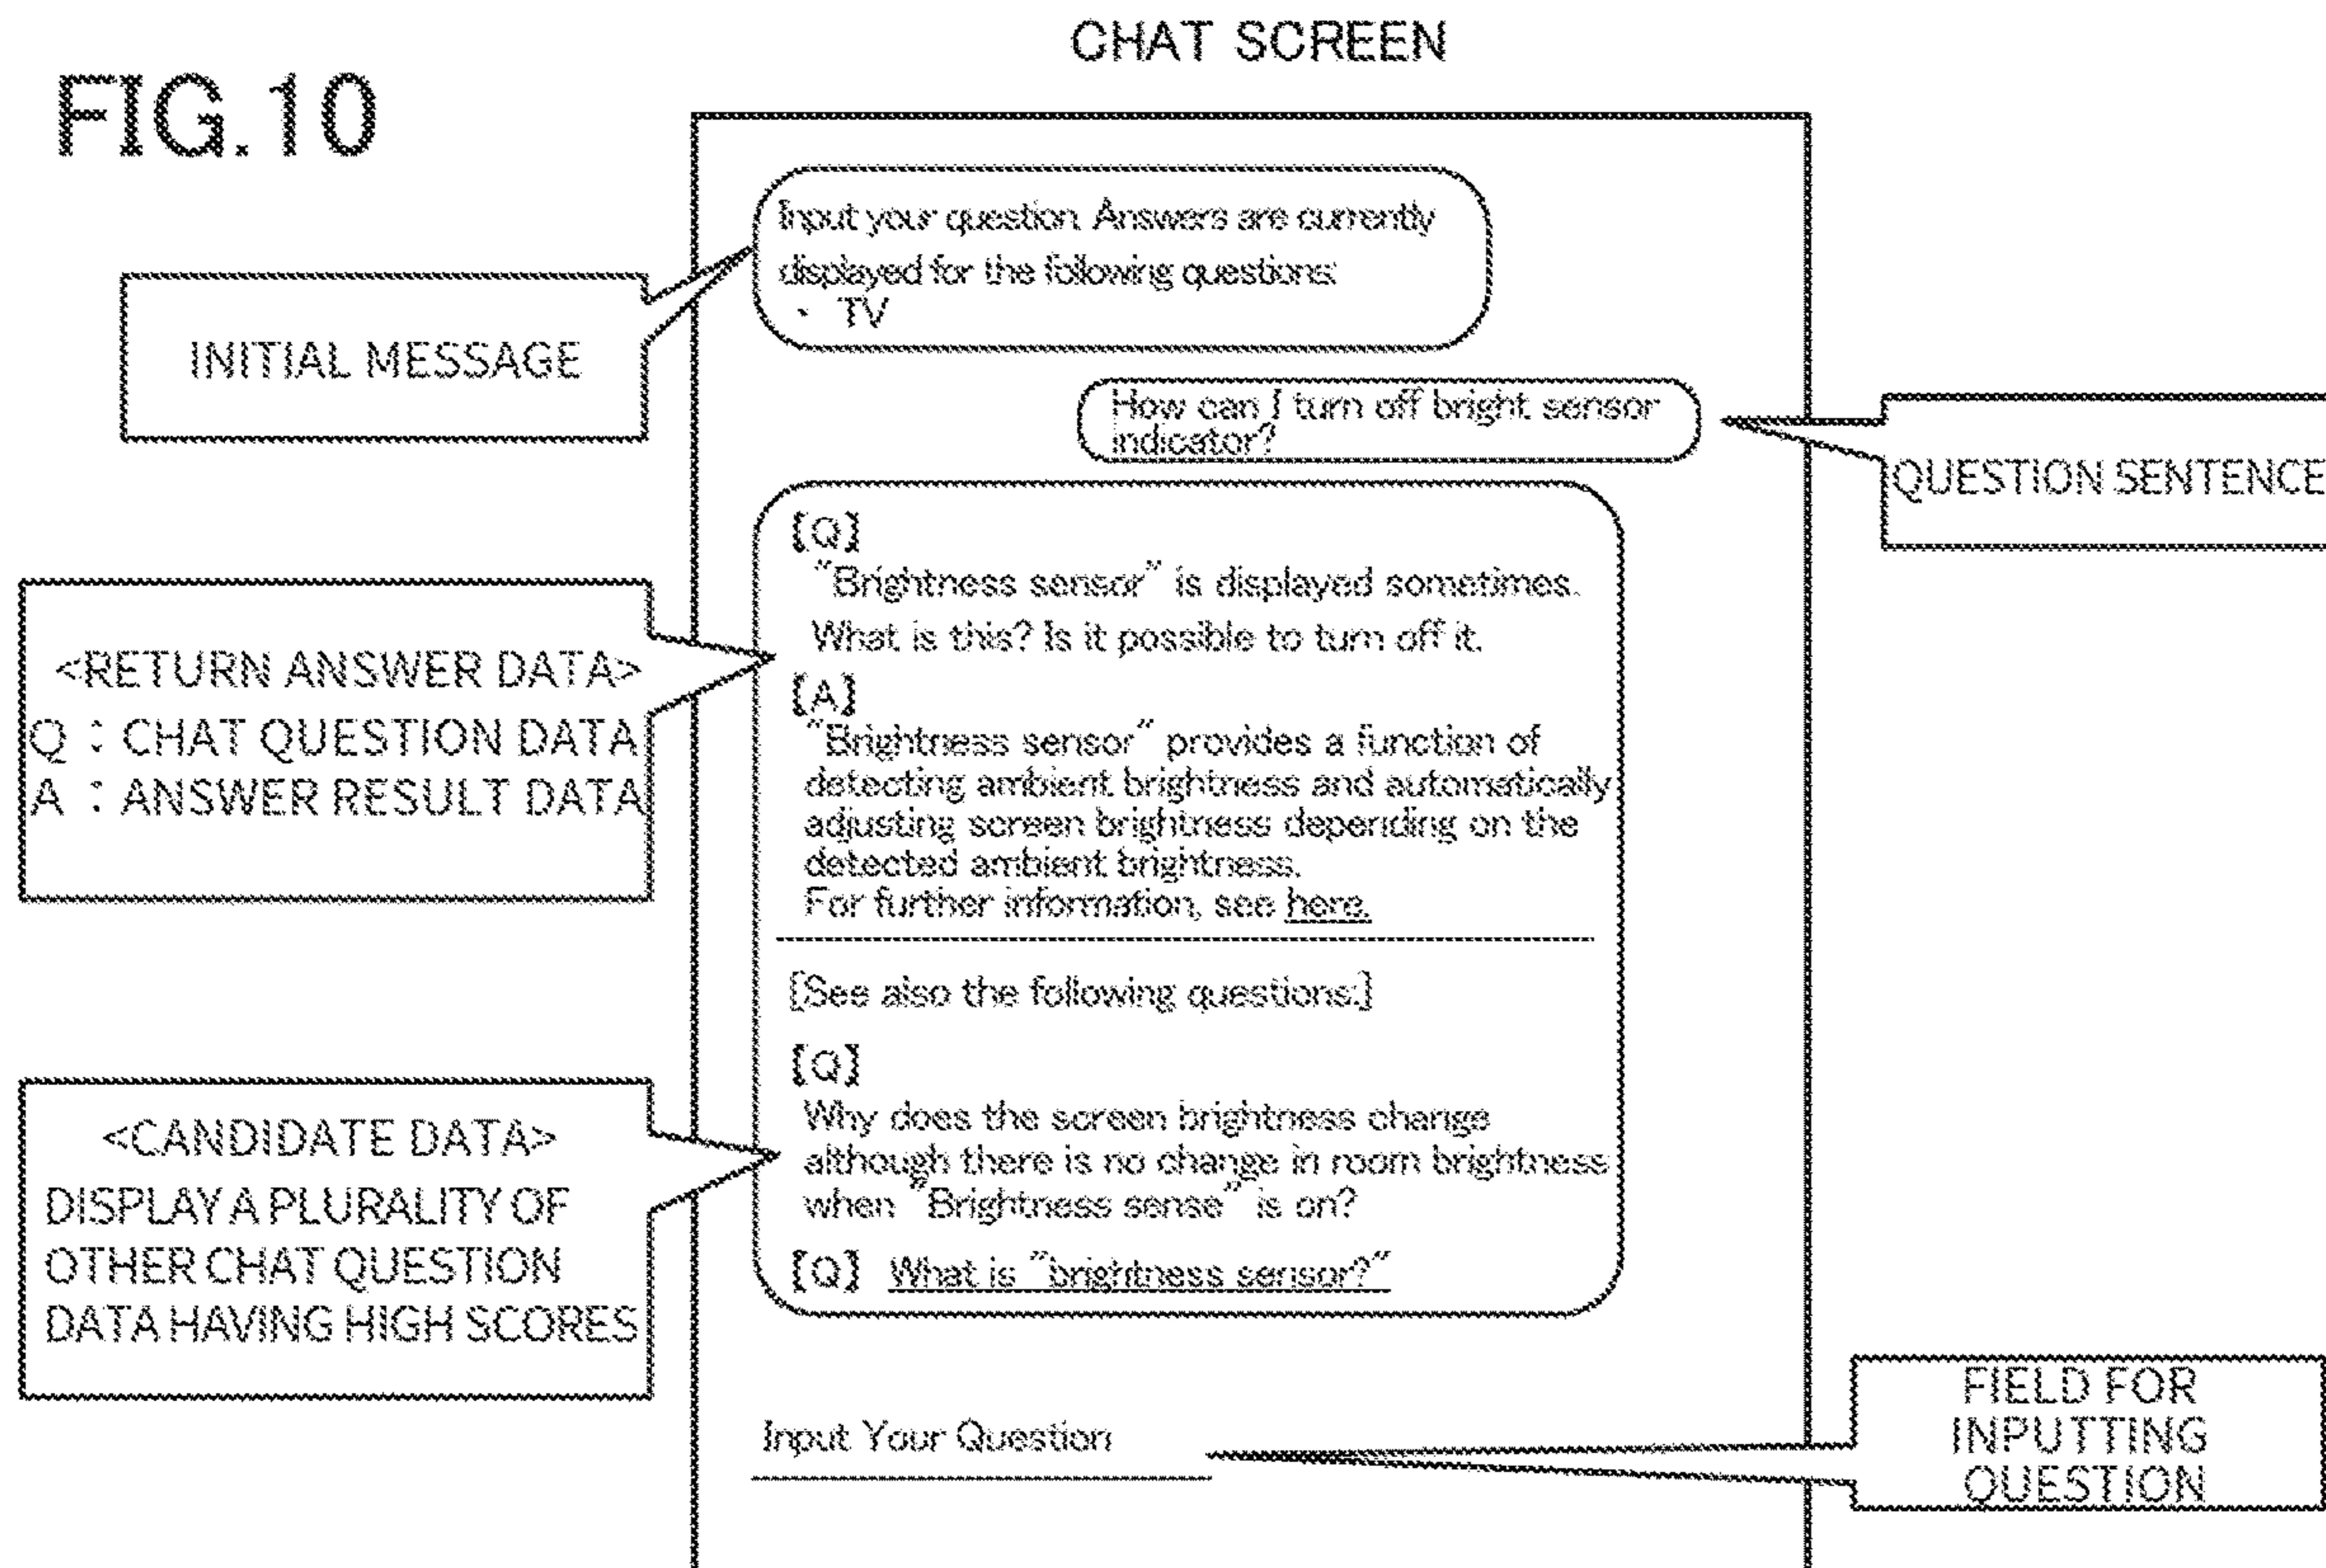 CHAT SCREEN
FIG.10
Input your question. Answers are currently
displayed for the following questions:
・ TV
INITIAL MESSAGE
How can I turn off bright sensor
indicator?
QUESTION SENTENCE
[Q]
"Brightness sensor" is displayed sometimes.
What is this? Is it possible to turn off it.
[A]
"Brightness sensor" provides a function of
detecting ambient brightness and automatically
adjusting screen brightness depending on the
detected ambient brightness.
For further information, see here.
<RETURN ANSWER DATA>
Q : CHAT QUESTION DATA
A : ANSWER RESULT DATA
[See also the following questions:]
[Q]
Why does the screen brightness change
although there is no change in room brightness
when "Brightness sense" is on?
[Q] What is "brightness sensor?"
<CANDIDATE DATA>
DISPLAY A PLURALITY OF
OTHER CHAT QUESTION
DATA HAVING HIGH SCORES
Input Your Question
FIELD FOR
INPUTTING
QUESTION